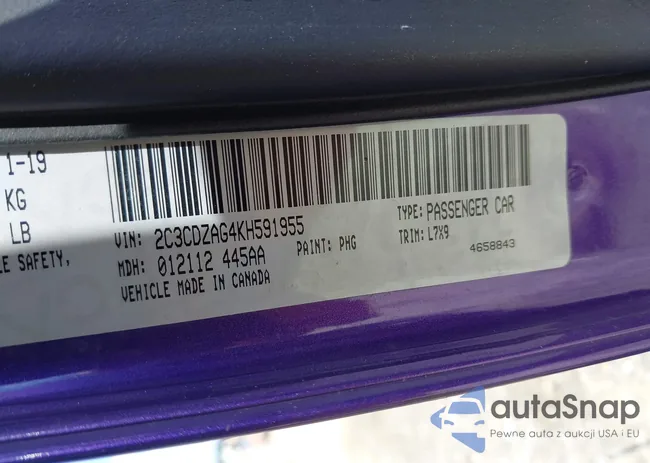 1-19
KG
LB
LE SAFETY,
VIN: 2C3CDZAG4KH591955
TYPE: PASSENGER CAR
MDH: 012112 445AA
PAINT: PHG
TRIM: L7X9
VEHICLE MADE IN CANADA
4658843
autaSnap
Pewne auta z aukcji USA i EU